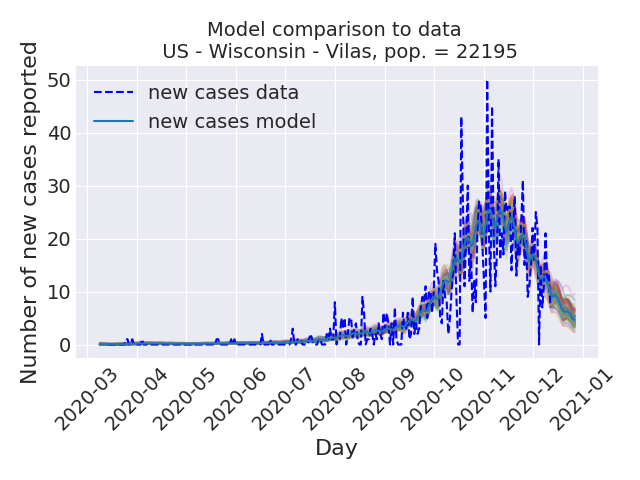 Model comparison to data
US - Wisconsin - Vilas, pop. = 22195
Number of new cases reported
50
40
30
20
10
0
new cases data
new cases model
2020-03
2020-04
2020-05
2020-06
2020-07
2020-08
2020-09
2020-10
2020-11
2020-12
2021-01
Day